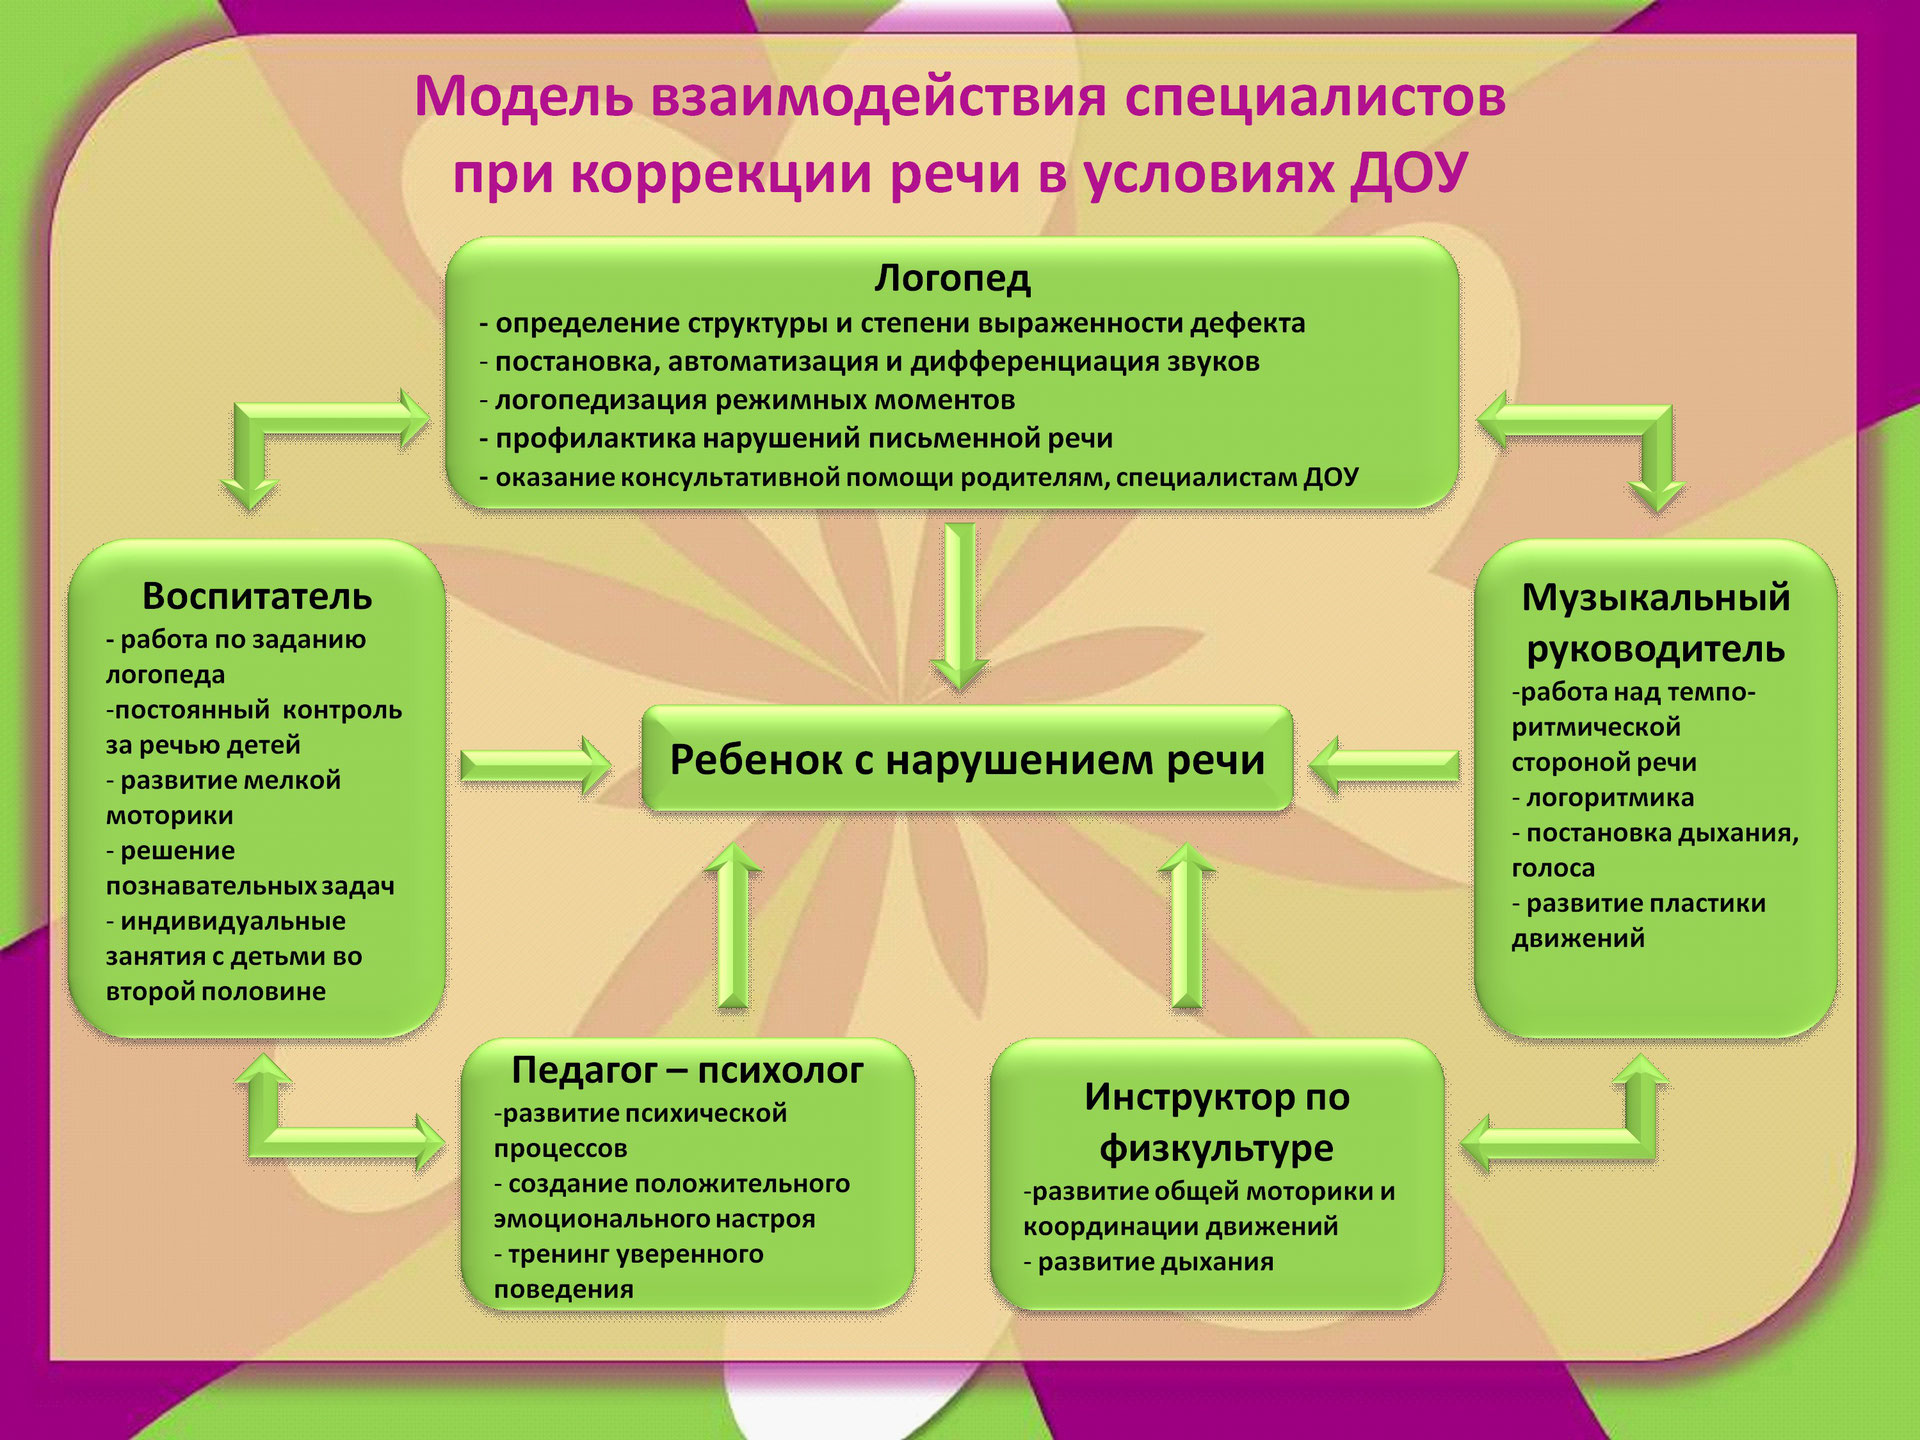 Модель взаимодействия специалистов
при коррекции речи в условиях ДОУ
Логопед
- определение структуры и степени выраженности дефекта
- постановка, автоматизация и дифференциация звуков
- логопедизация режимных моментов
- профилактика нарушений письменной речи
- оказание консультативной помощи родителям, специалистам ДОУ
Воспитатель
- работа по заданию
логопеда
-постоянный контроль
за речью детей
- развитие мелкой
моторики
- решение
познавательных задач
- индивидуальные
занятия с детьми во
второй половине
Ребенок с нарушением речи
Музыкальный
руководитель
-работа над темпо-
ритмической
стороной речи
- логоритмика
- постановка дыхания,
голоса
- развитие пластики
движений
Педагог – психолог
-развитие психической
процессов
- создание положительного
эмоционального настроя
- тренинг уверенного
поведения
Инструктор по
физкультуре
-развитие общей моторики и
координации движений
- развитие дыхания